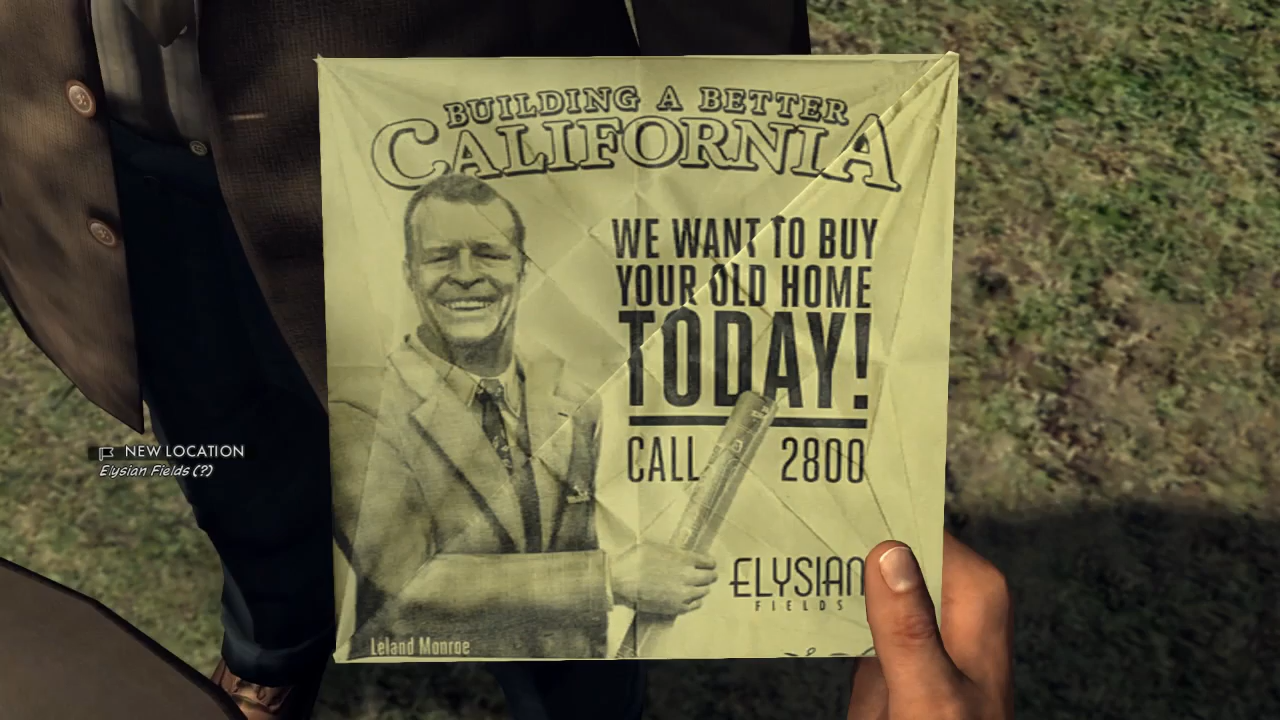 BUILDING A BETTER
CALIFORNIA
WE WANT TO BUY
YOUR OLD HOME
TODAY!
CALL 2800
ELYSIAN
FIELDS
Leland Monroe
NEW LOCATION
Elysian Fields (?)